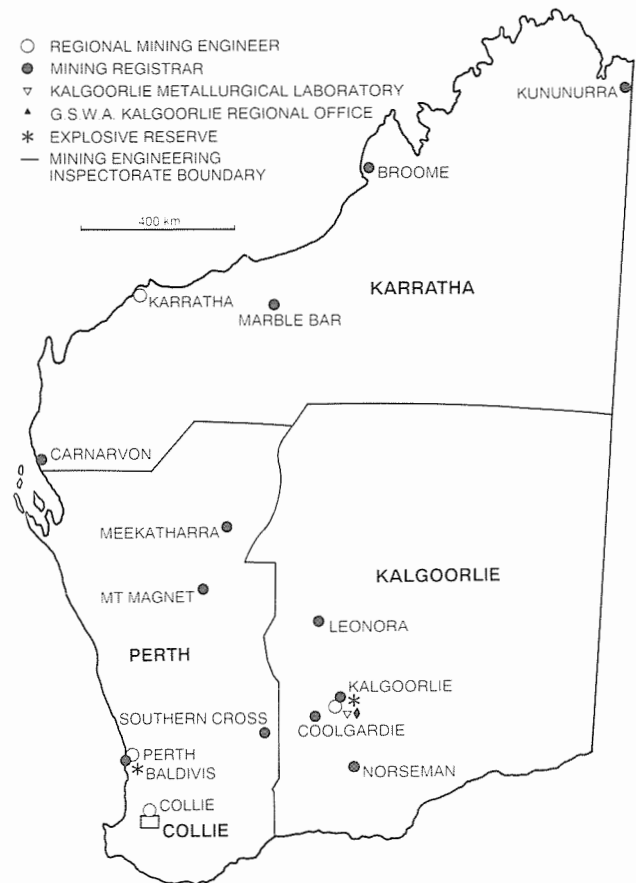 REGIONAL MINING ENGINEER
MINING REGISTRAR
KALGOORLIE METALLURGICAL LABORATORY
G.S.W.A. KALGOORLIE REGIONAL OFFICE
EXPLOSIVE RESERVE
MINING ENGINEERING
INSPECTORATE BOUNDARY
400 km
KUNUNURRA
BROOME
KARRATHA
KARRATHA
MARBLE BAR
CARNARVON
MEEKATHARRA
KALGOORLIE
MT MAGNET
LEONORA
PERTH
KALGOORLIE
SOUTHERN CROSS
COOLGARDIE
PERTH
BALDIVIS
NORSEMAN
COLLIE
COLLIE